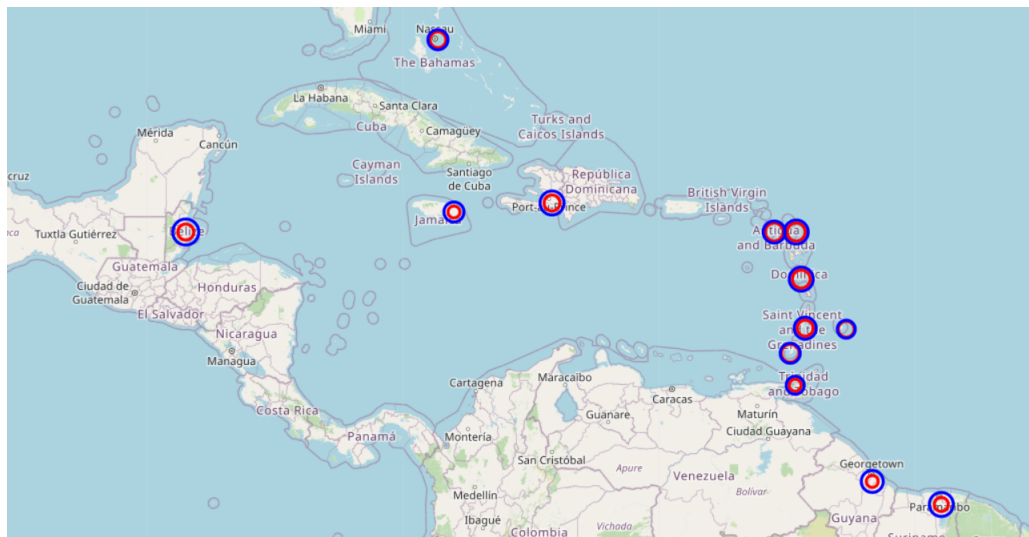 Miami
Nassau
The Bahamas
La Habana
Santa Clara
Cuba
Camagüey
Turks and
Caicos Islands
Mérida
Cancún
Cayman
Islands
Santiago
de Cuba
República
Dominicana
cruz
British Virgin
Islands
Port-au-Prince
Jamaica
Tuxtla Gutiérrez
Belize
Antigua
and Barbuda
Guatemala
Dominica
Ciudad de
Guatemala
Honduras
El Salvador
Saint Vincent
and the
Grenadines
Nicaragua
Managua
Trinidad
and Tobago
Cartagena
Maracaibo
Caracas
Costa Rica
Guanare
Maturín
Ciudad Guayana
Panamá
Montería
San Cristóbal
Apure
Venezuela
Georgetown
Medellín
Bolívar
Paramaribo
Ibagué
Guyana
Vichada
Colombia
Suriname